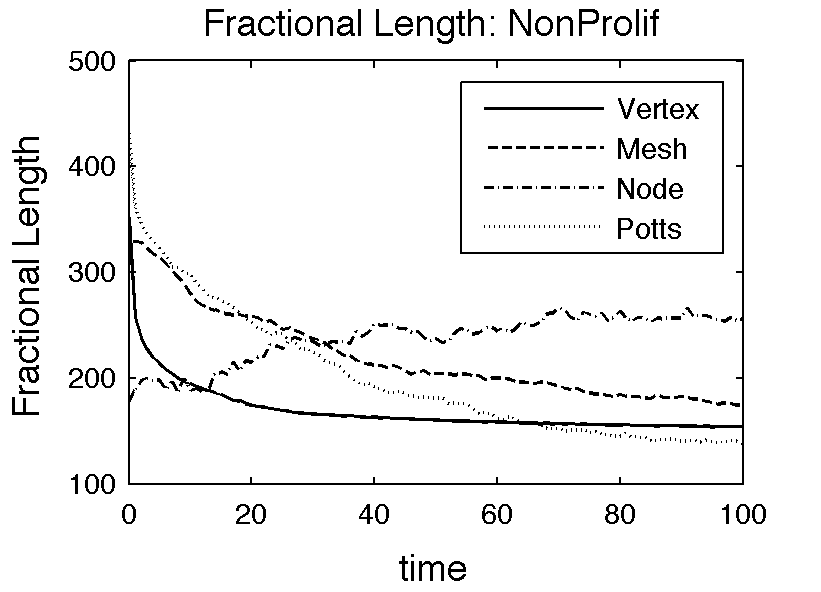 Fractional Length: NonProlif
500
400
300
200
100
Fractional Length
Vertex
Mesh
Node
Potts
0 20 40 60 80 100
time